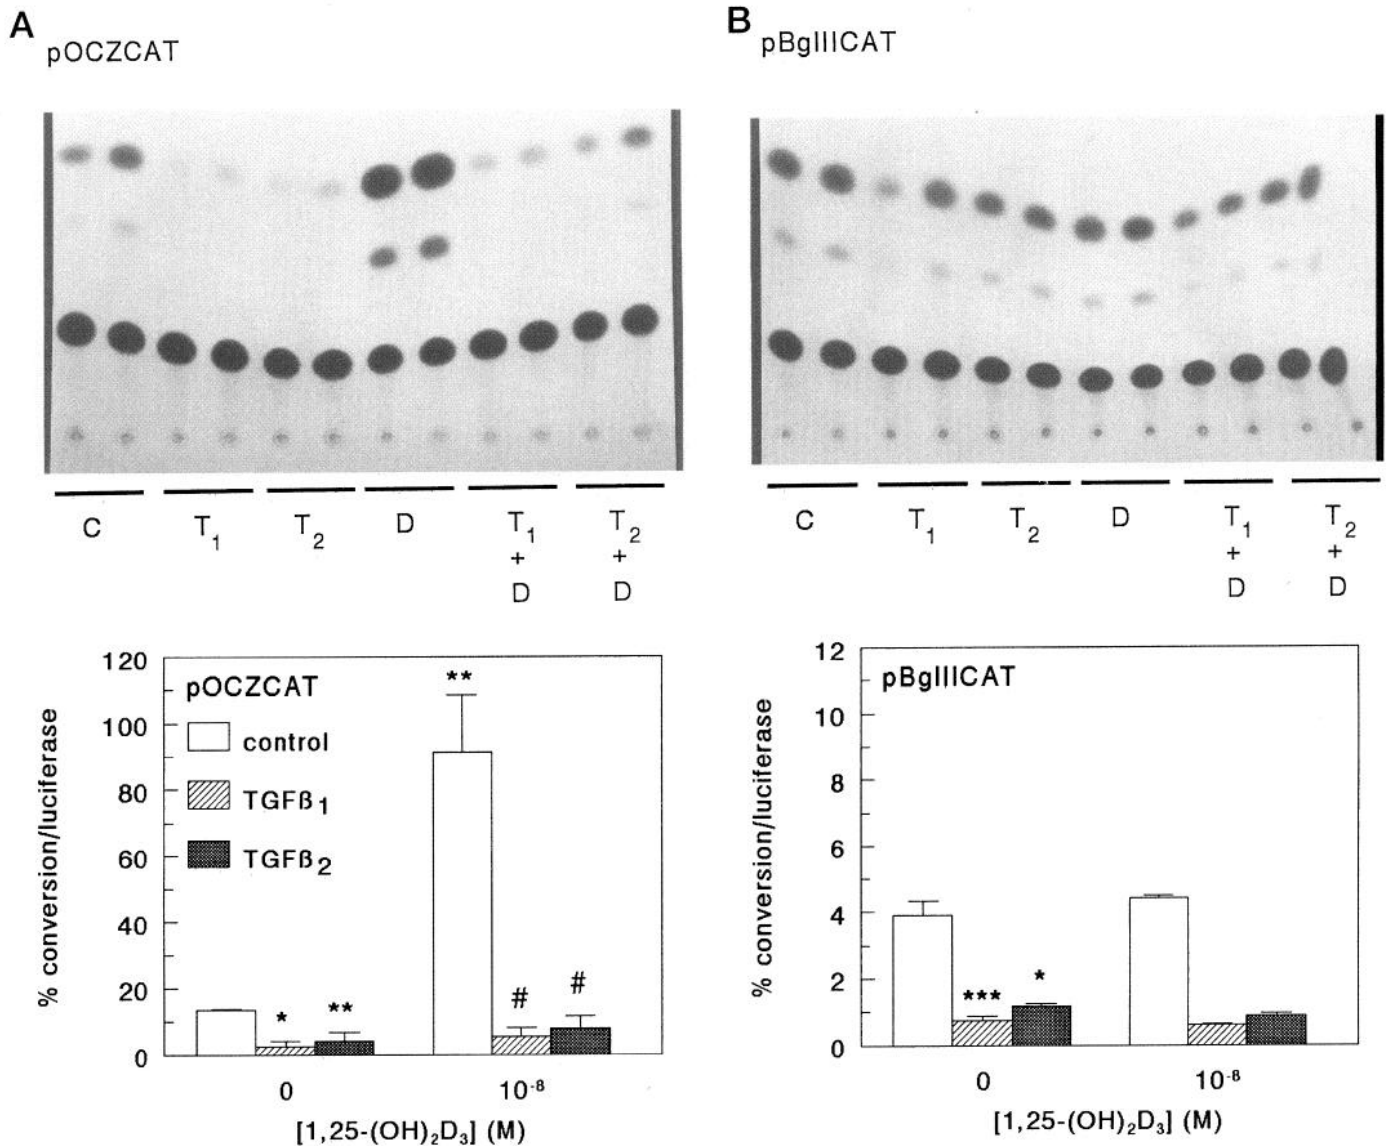 A
pOCZCAT
C T₁ T₂ D T₁ + D T₂ + D
120
100
80
60
40
20
0
% conversion/luciferase
pOCZCAT
control
TGFß₁
TGFß₂
* ** ** # #
0 10⁻⁸
[1,25-(OH)₂D₃] (M)
B
pBgIIICAT
C T₁ T₂ D T₁ + D T₂ + D
12
10
8
6
4
2
0
% conversion/luciferase
pBgIIICAT
*** *
0 10⁻⁸
[1,25-(OH)₂D₃] (M)